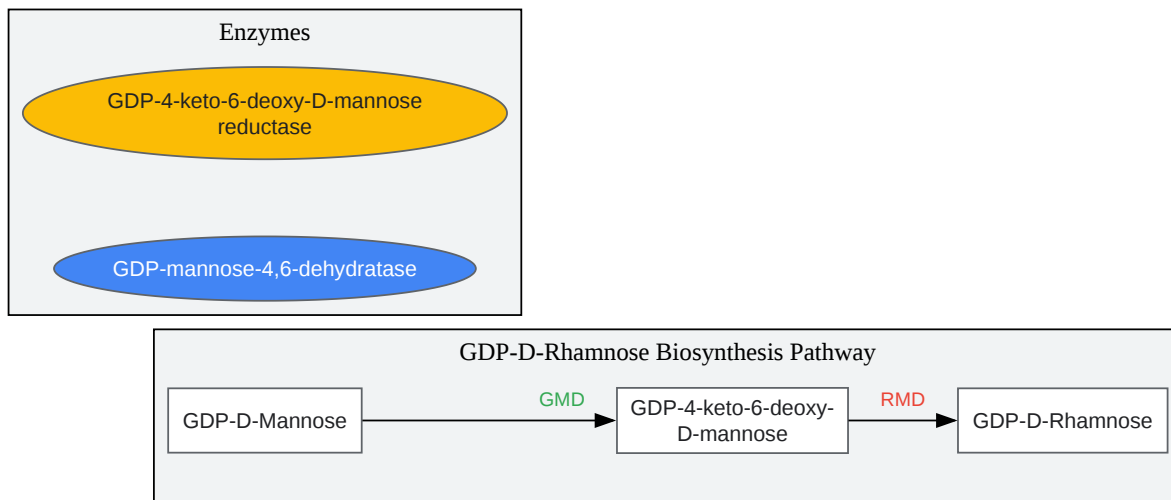 Enzymes
GDP-4-keto-6-deoxy-D-mannose
reductase
GDP-mannose-4,6-dehydratase
GDP-D-Rhamnose Biosynthesis Pathway
GDP-D-Mannose
GMD
GDP-4-keto-6-deoxy-
D-mannose
RMD
GDP-D-Rhamnose